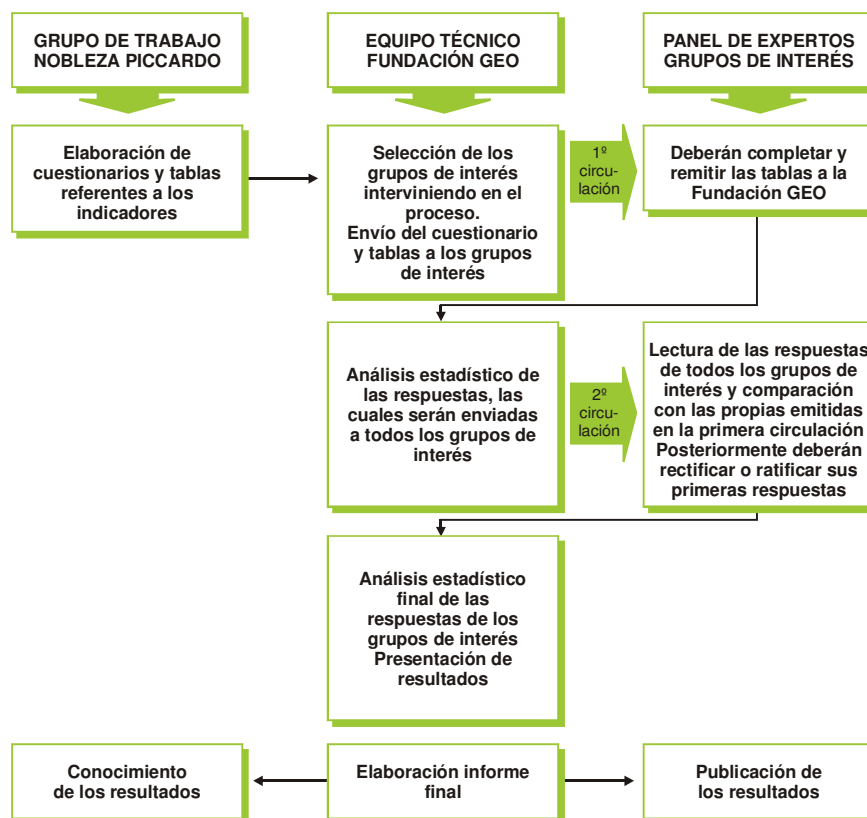 GRUPO DE TRABAJO
NOBLEZA PICCARDO
EQUIPO TÉCNICO
FUNDACIÓN GEO
PANEL DE EXPERTOS
GRUPOS DE INTERÉS
Elaboración de
cuestionarios y tablas
referentes a los
indicadores
Selección de los
grupos de interés
interviniendo en el
proceso.
Envío del cuestionario
y tablas a los grupos
de interés
1º
circu-
lación
Deberán completar y
remitir las tablas a la
Fundación GEO
Análisis estadístico de
las respuestas, las
cuales serán enviadas
a todos los grupos de
interés
2º
circu-
lación
Lectura de las respuestas
de todos los grupos de
interés y comparación
con las propias emitidas
en la primera circulación
Posteriormente deberán
rectificar o ratificar sus
primeras respuestas
Análisis estadístico
final de las
respuestas de los
grupos de interés
Presentación de
resultados
Conocimiento
de los resultados
Elaboración informe
final
Publicación de
los resultados